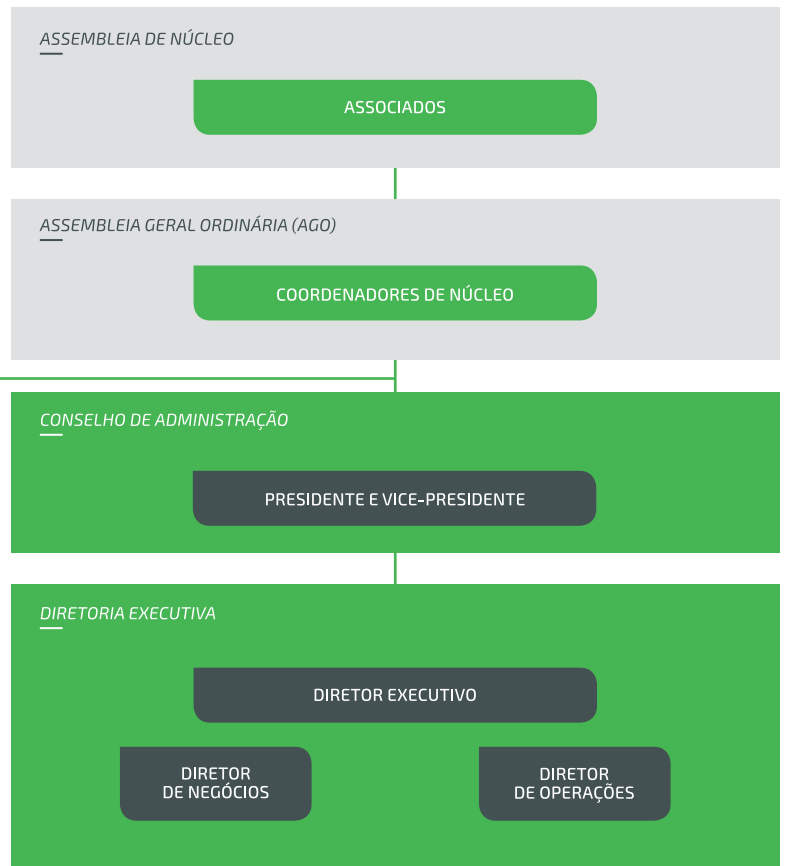 ASSEMBLEIA DE NÚCLEO
ASSOCIADOS
ASSEMBLEIA GERAL ORDINÁRIA (AGO)
COORDENADORES DE NÚCLEO
CONSELHO DE ADMINISTRAÇÃO
PRESIDENTE E VICE-PRESIDENTE
DIRETORIA EXECUTIVA
DIRETOR EXECUTIVO
DIRETOR
DE NEGÓCIOS
DIRETOR
DE OPERAÇÕES